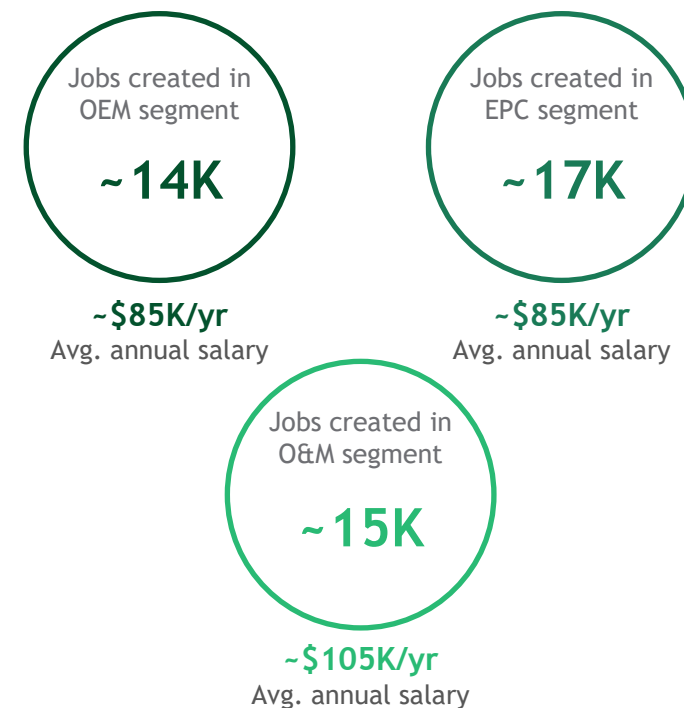 Jobs created in
OEM segment
~14K
~$85K/yr
Avg. annual salary
Jobs created in
EPC segment
~17K
~$85K/yr
Avg. annual salary
Jobs created in
O&M segment
~15K
~$105K/yr
Avg. annual salary